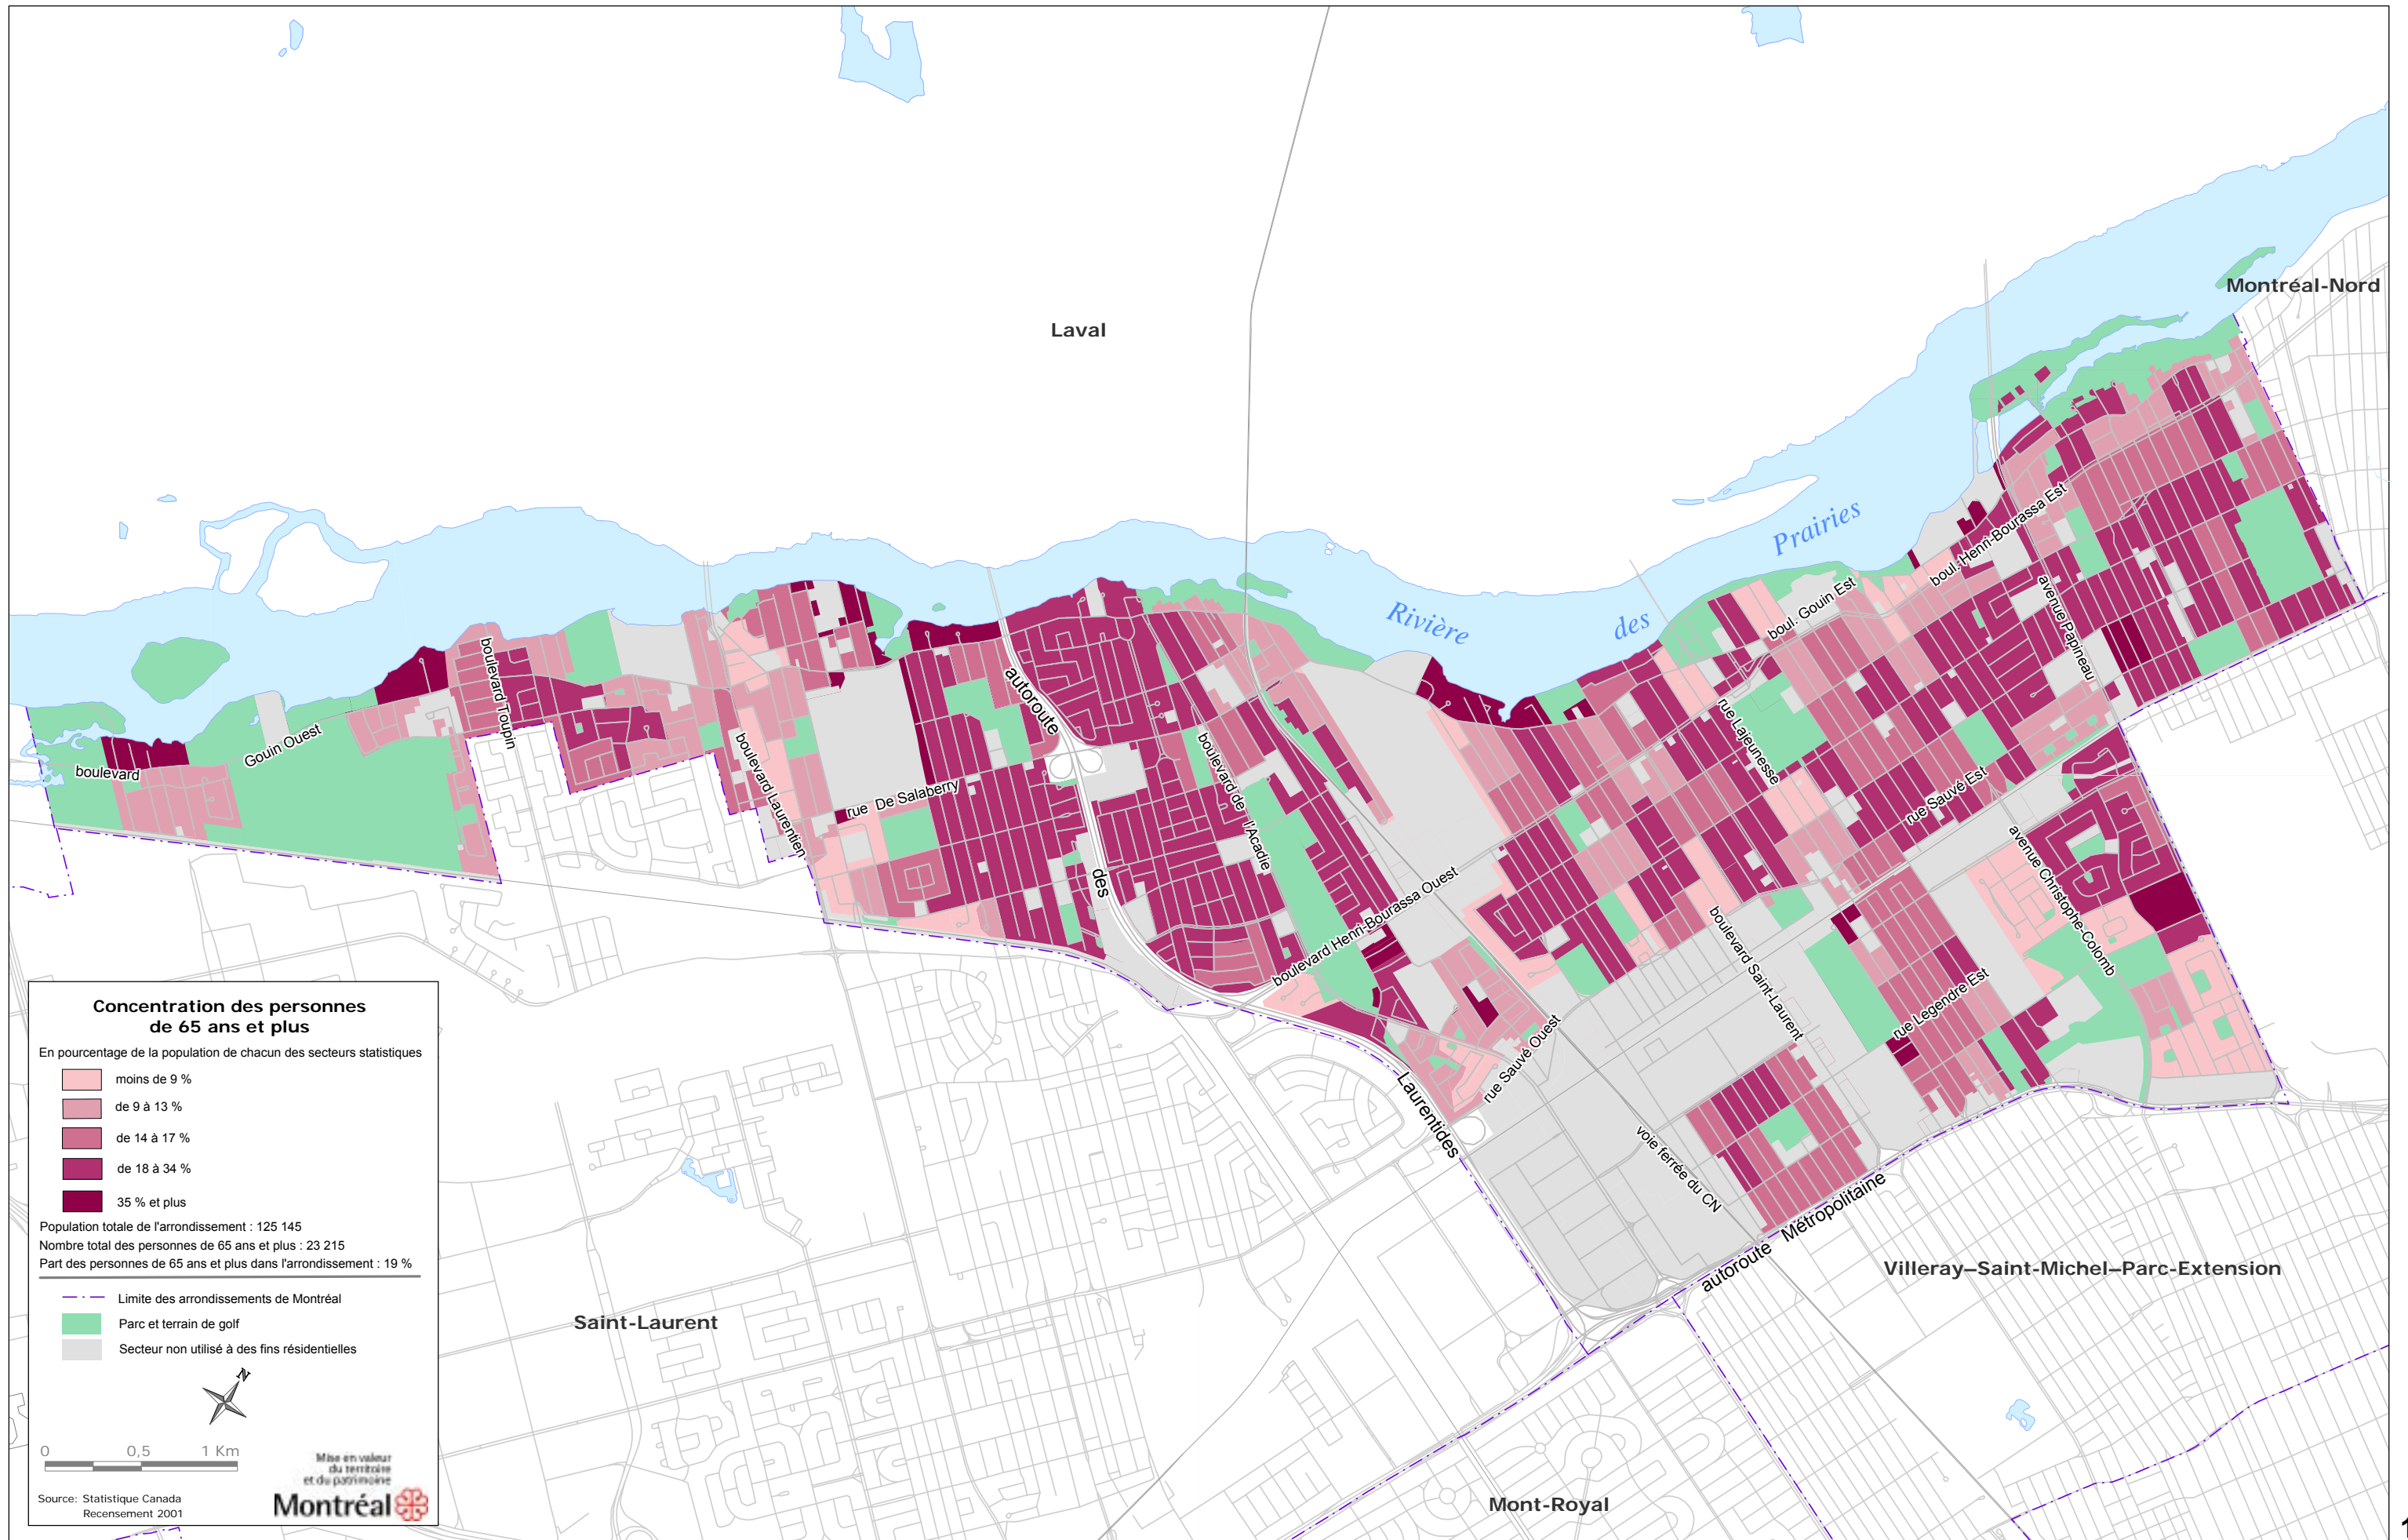 Laval
Montréal-Nord
Rivière
des
Prairies
boulevard
Gouin Ouest
boulevard Toupin
boulevard Laurentien
rue De Salaberry
autoroute
des
Laurentides
boulevard de l'Acadie
boulevard Henri-Bourassa Ouest
rue Sauvé Ouest
boul. Gouin Est
boul. Henri-Bourassa Est
avenue Papineau
rue Lajeunesse
rue Sauvé Est
avenue Christophe-Colomb
boulevard Saint-Laurent
rue Legendre Est
voie ferrée du CN
autoroute Métropolitaine
Villeray–Saint-Michel–Parc-Extension
Saint-Laurent
Mont-Royal
Concentration des personnes
de 65 ans et plus
En pourcentage de la population de chacun des secteurs statistiques
moins de 9 %
de 9 à 13 %
de 14 à 17 %
de 18 à 34 %
35 % et plus
Population totale de l'arrondissement : 125 145
Nombre total des personnes de 65 ans et plus : 23 215
Part des personnes de 65 ans et plus dans l'arrondissement : 19 %
Limite des arrondissements de Montréal
Parc et terrain de golf
Secteur non utilisé à des fins résidentielles
N
0 0,5 1 Km
Mise en valeur
du territoire
et du patrimoine
Montréal
Source: Statistique Canada
Recensement 2001